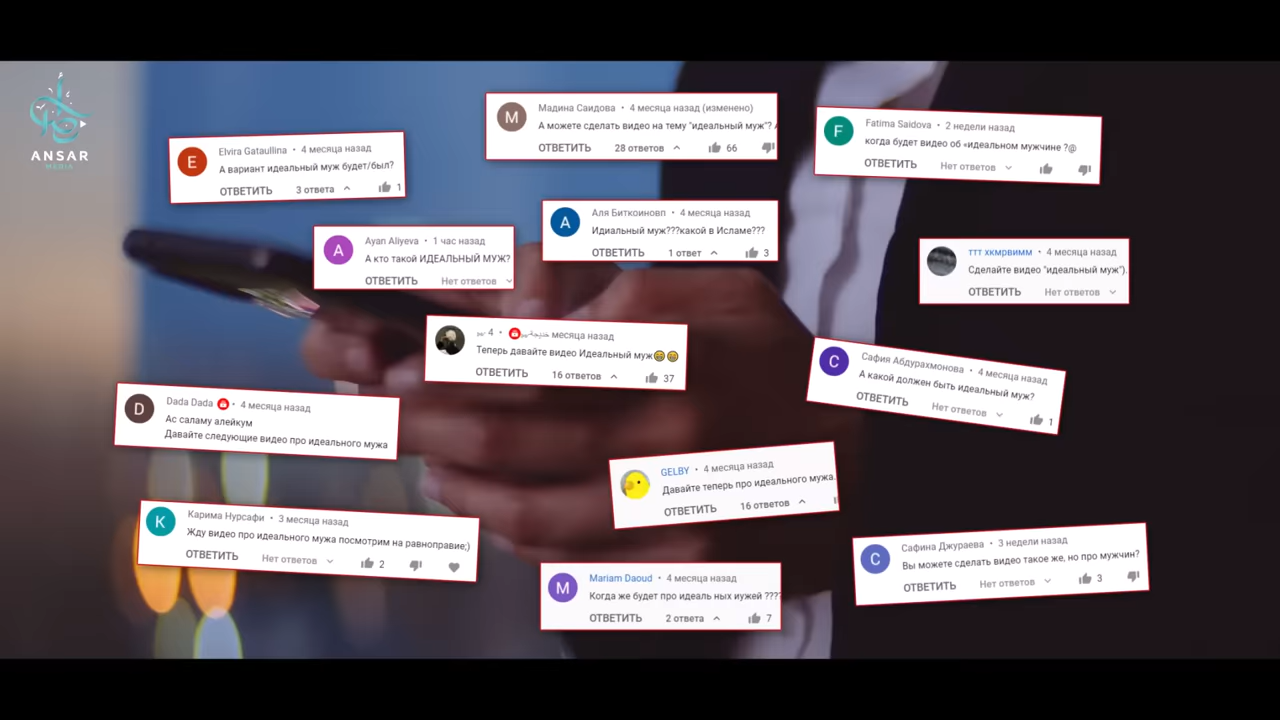 ANSAR
MEDIA
Elvira Gataullina • 4 месяца назад
А вариант идеальный муж будет/был?
ОТВЕТИТЬ 3 ответа 1
Мадина Саидова • 4 месяца назад (изменено)
А можете сделать видео на тему "идеальный муж"?
ОТВЕТИТЬ 28 ответов 66
Fatima Saidova • 2 недели назад
когда будет видео об «идеальном мужчине ?@
ОТВЕТИТЬ Нет ответов
Ayan Aliyeva • 1 час назад
А кто такой ИДЕАЛЬНЫЙ МУЖ?
ОТВЕТИТЬ Нет ответов
Аля Биткоиновп • 4 месяца назад
Идиальный муж???какой в Исламе???
ОТВЕТИТЬ 1 ответ 3
ттт хкмрвимм • 4 месяца назад
Сделайте видео "идеальный муж").
ОТВЕТИТЬ Нет ответов
4 • месяца назад
Теперь давайте видео Идеальный муж😄😄
ОТВЕТИТЬ 16 ответов 37
Сафия Абдурахмонова • 4 месяца назад
А какой должен быть идеальный муж?
ОТВЕТИТЬ Нет ответов 1
Dada Dada • 4 месяца назад
Ас саламу алейкум
Давайте следующие видео про идеального мужа
GELBY • 4 месяца назад
Давайте теперь про идеального мужа.
ОТВЕТИТЬ 16 ответов
Карима Нурсафи • 3 месяца назад
Жду видео про идеального мужа посмотрим на равноправие;)
ОТВЕТИТЬ Нет ответов 2
Сафина Джураева • 3 недели назад
Вы можете сделать видео такое же, но про мужчин?
ОТВЕТИТЬ Нет ответов 3
Mariam Daoud • 4 месяца назад
Когда же будет про идеаль ных иужей ????
ОТВЕТИТЬ 2 ответа 7